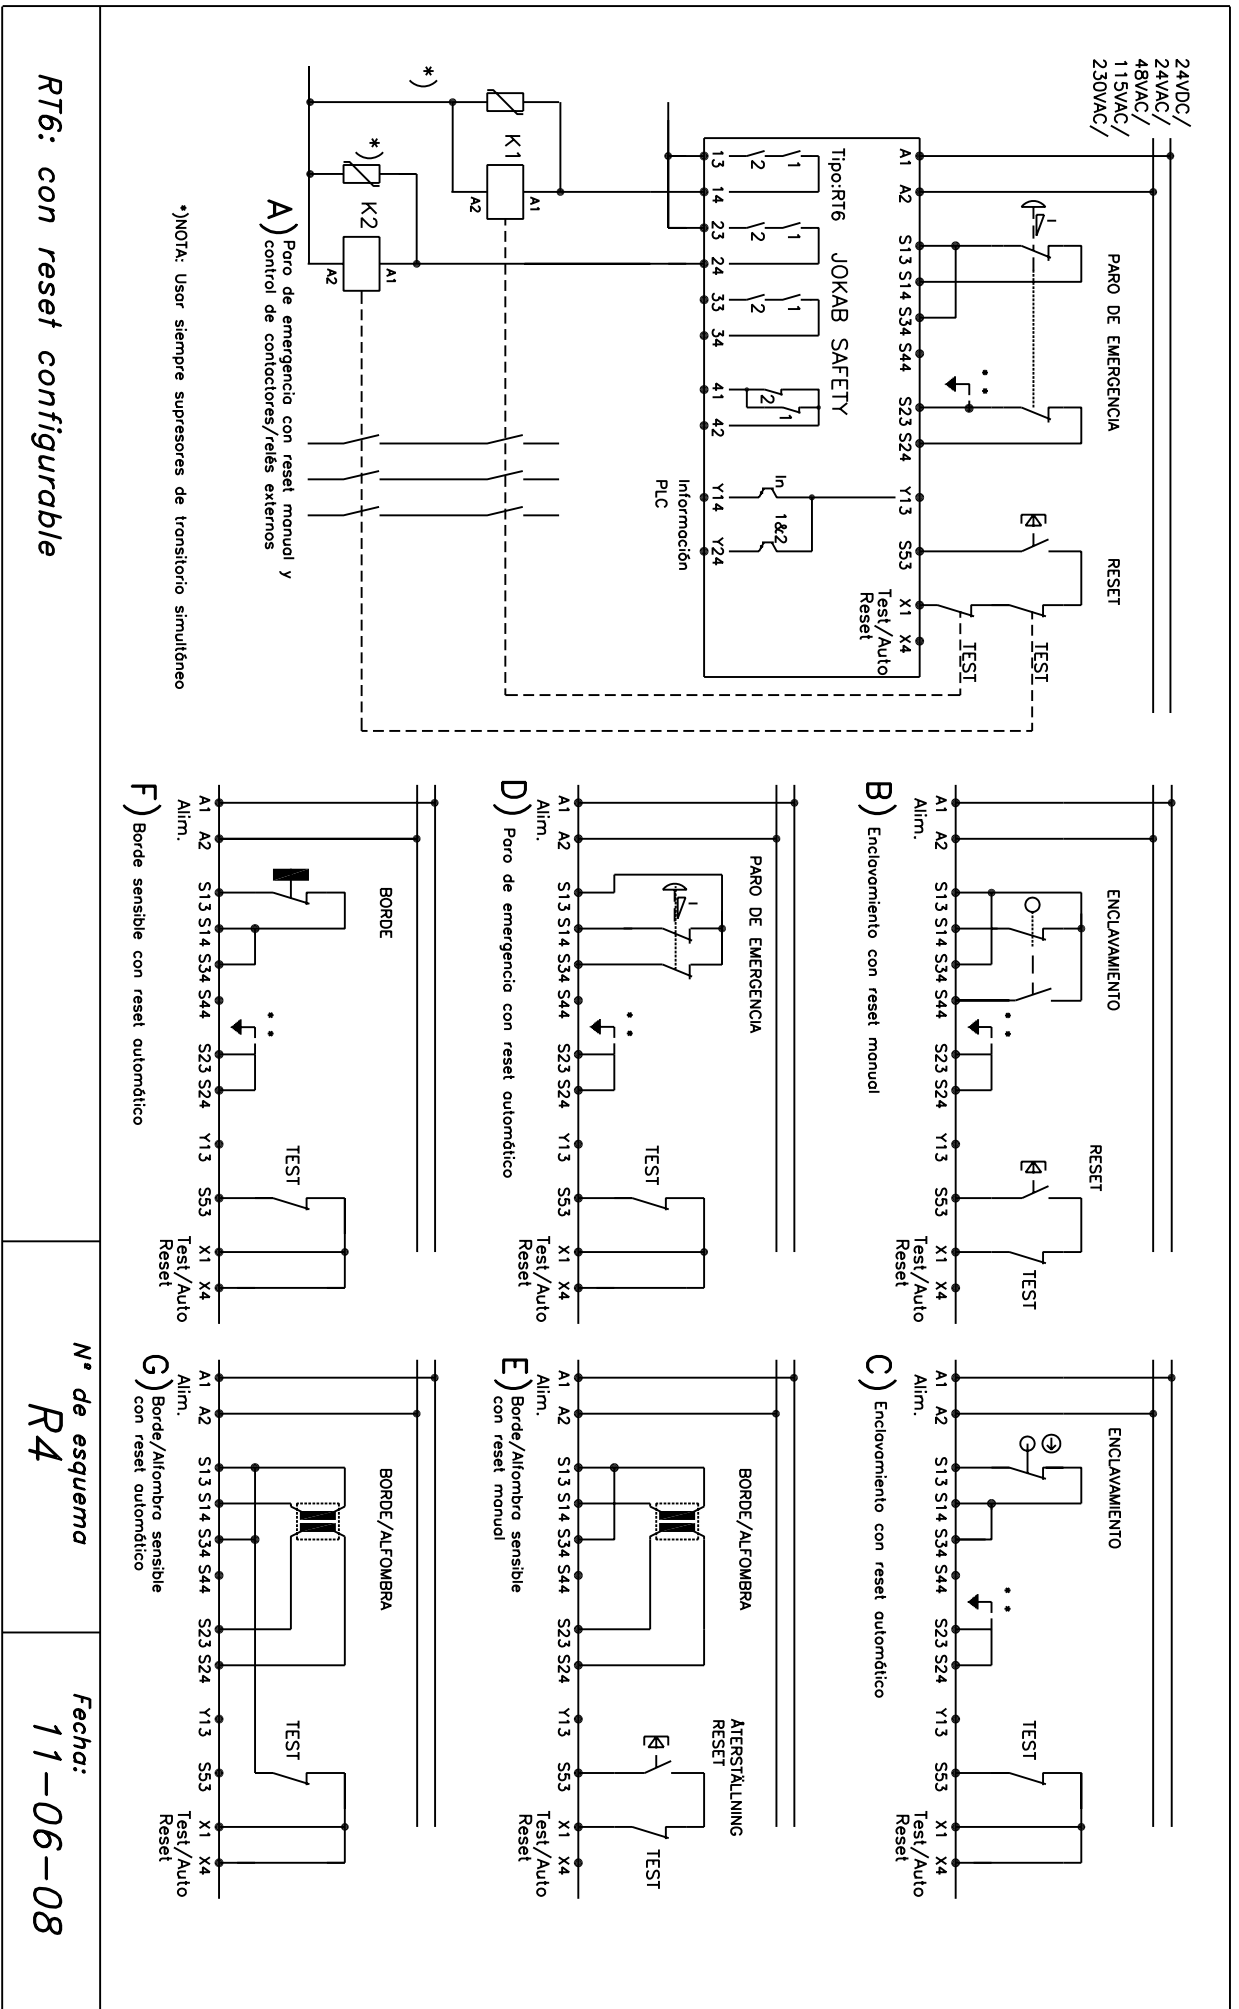 24VDC/
24VAC/
48VAC/
115VAC/
230VAC/
PARO DE EMERGENCIA
RESET
TEST
TEST
**
A1 A2 S13 S14 S34 S44 S23 S24 Y13 S53 X1 X4
Test/Auto
Reset
Tipo:RT6 JOKAB SAFETY
1 1 1 1
2 2 2 2
In 1&2
13 14 23 24 33 34 41 42 Y14 Y24
Información
PLC
K1
A1
A2
*)
K2
A1
A2
*)
A) Paro de emergencia con reset manual y
control de contactores/relés externos
*)NOTA: Usar siempre supresores de transitorio simultáneo
ENCLAVAMIENTO
RESET
TEST
**
A1 A2 S13 S14 S34 S44 S23 S24 Y13 S53 X1 X4
Alim.
Test/Auto
Reset
B) Enclavamiento con reset manual
ENCLAVAMIENTO
TEST
**
A1 A2 S13 S14 S34 S44 S23 S24 Y13 S53 X1 X4
Alim.
Test/Auto
Reset
C) Enclavamiento con reset automático
PARO DE EMERGENCIA
TEST
**
A1 A2 S13 S14 S34 S44 S23 S24 Y13 S53 X1 X4
Alim.
Test/Auto
Reset
D) Paro de emergencia con reset automático
BORDE/ALFOMBRA
ÅTERSTÄLLNING
RESET
TEST
A1 A2 S13 S14 S34 S44 S23 S24 Y13 S53 X1 X4
Alim.
Test/Auto
Reset
E) Borde/Alfombra sensible
con reset manual
BORDE
TEST
**
A1 A2 S13 S14 S34 S44 S23 S24 Y13 S53 X1 X4
Alim.
Test/Auto
Reset
F) Borde sensible con reset automático
BORDE/ALFOMBRA
TEST
A1 A2 S13 S14 S34 S44 S23 S24 Y13 S53 X1 X4
Alim.
Test/Auto
Reset
G) Borde/Alfombra sensible
con reset automático
RT6: con reset configurable
N° de esquema
R4
Fecha:
11-06-08